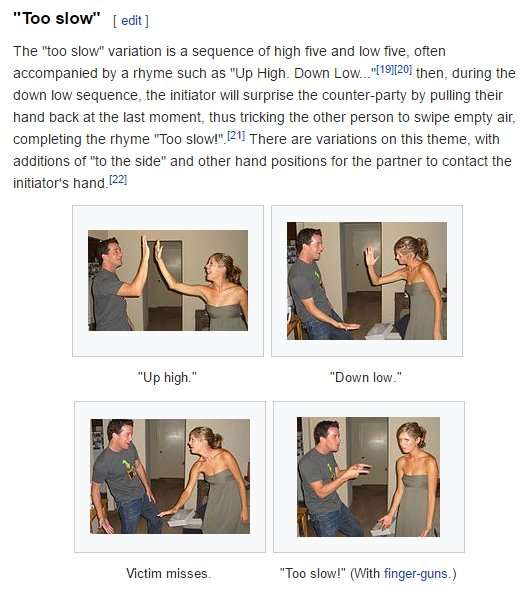 "Too slow" [ edit ]
The "too slow" variation is a sequence of high five and low five, often
accompanied by a rhyme such as "Up High. Down Low..."[19][20] then, during the
down low sequence, the initiator will surprise the counter-party by pulling their
hand back at the last moment, thus tricking the other person to swipe empty air,
completing the rhyme "Too slow!".[21] There are variations on this theme, with
additions of "to the side" and other hand positions for the partner to contact the
initiator's hand.[22]
"Up high."
"Down low."
Victim misses.
"Too slow!" (With finger-guns.)